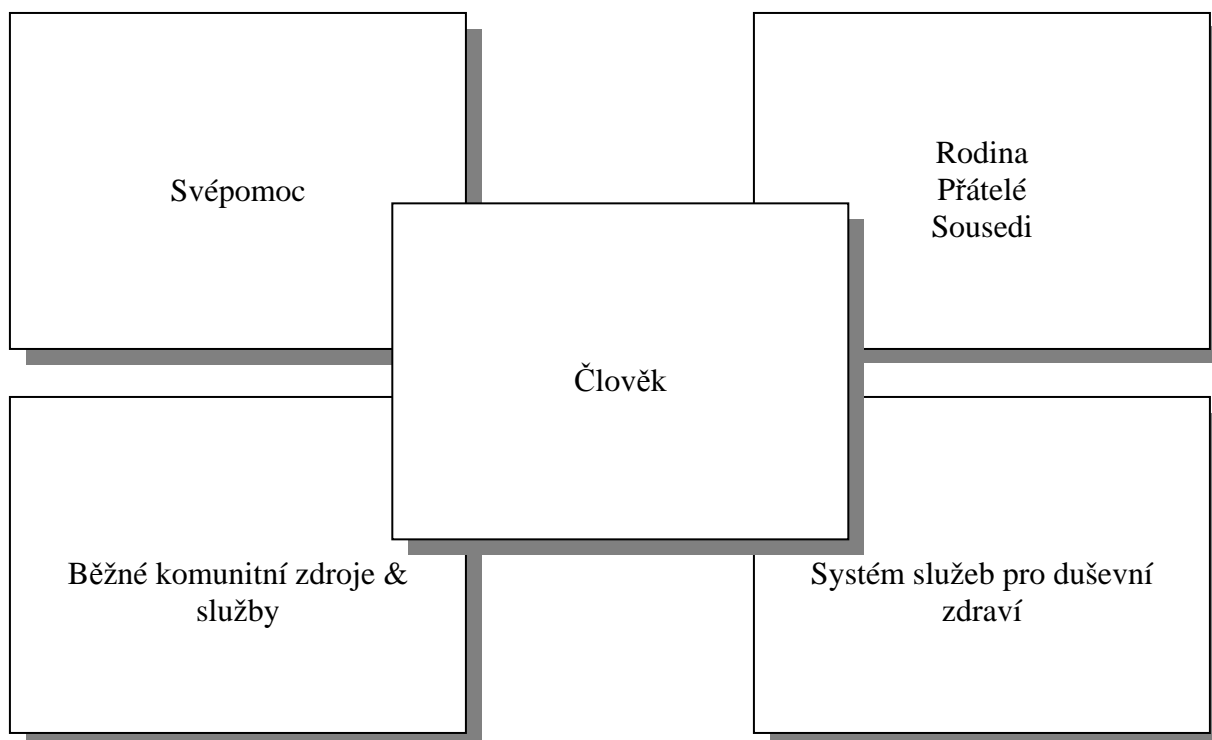 Svépomoc
Rodina
Přátelé
Sousedi
Člověk
Běžné komunitní zdroje &
služby
Systém služeb pro duševní
zdraví